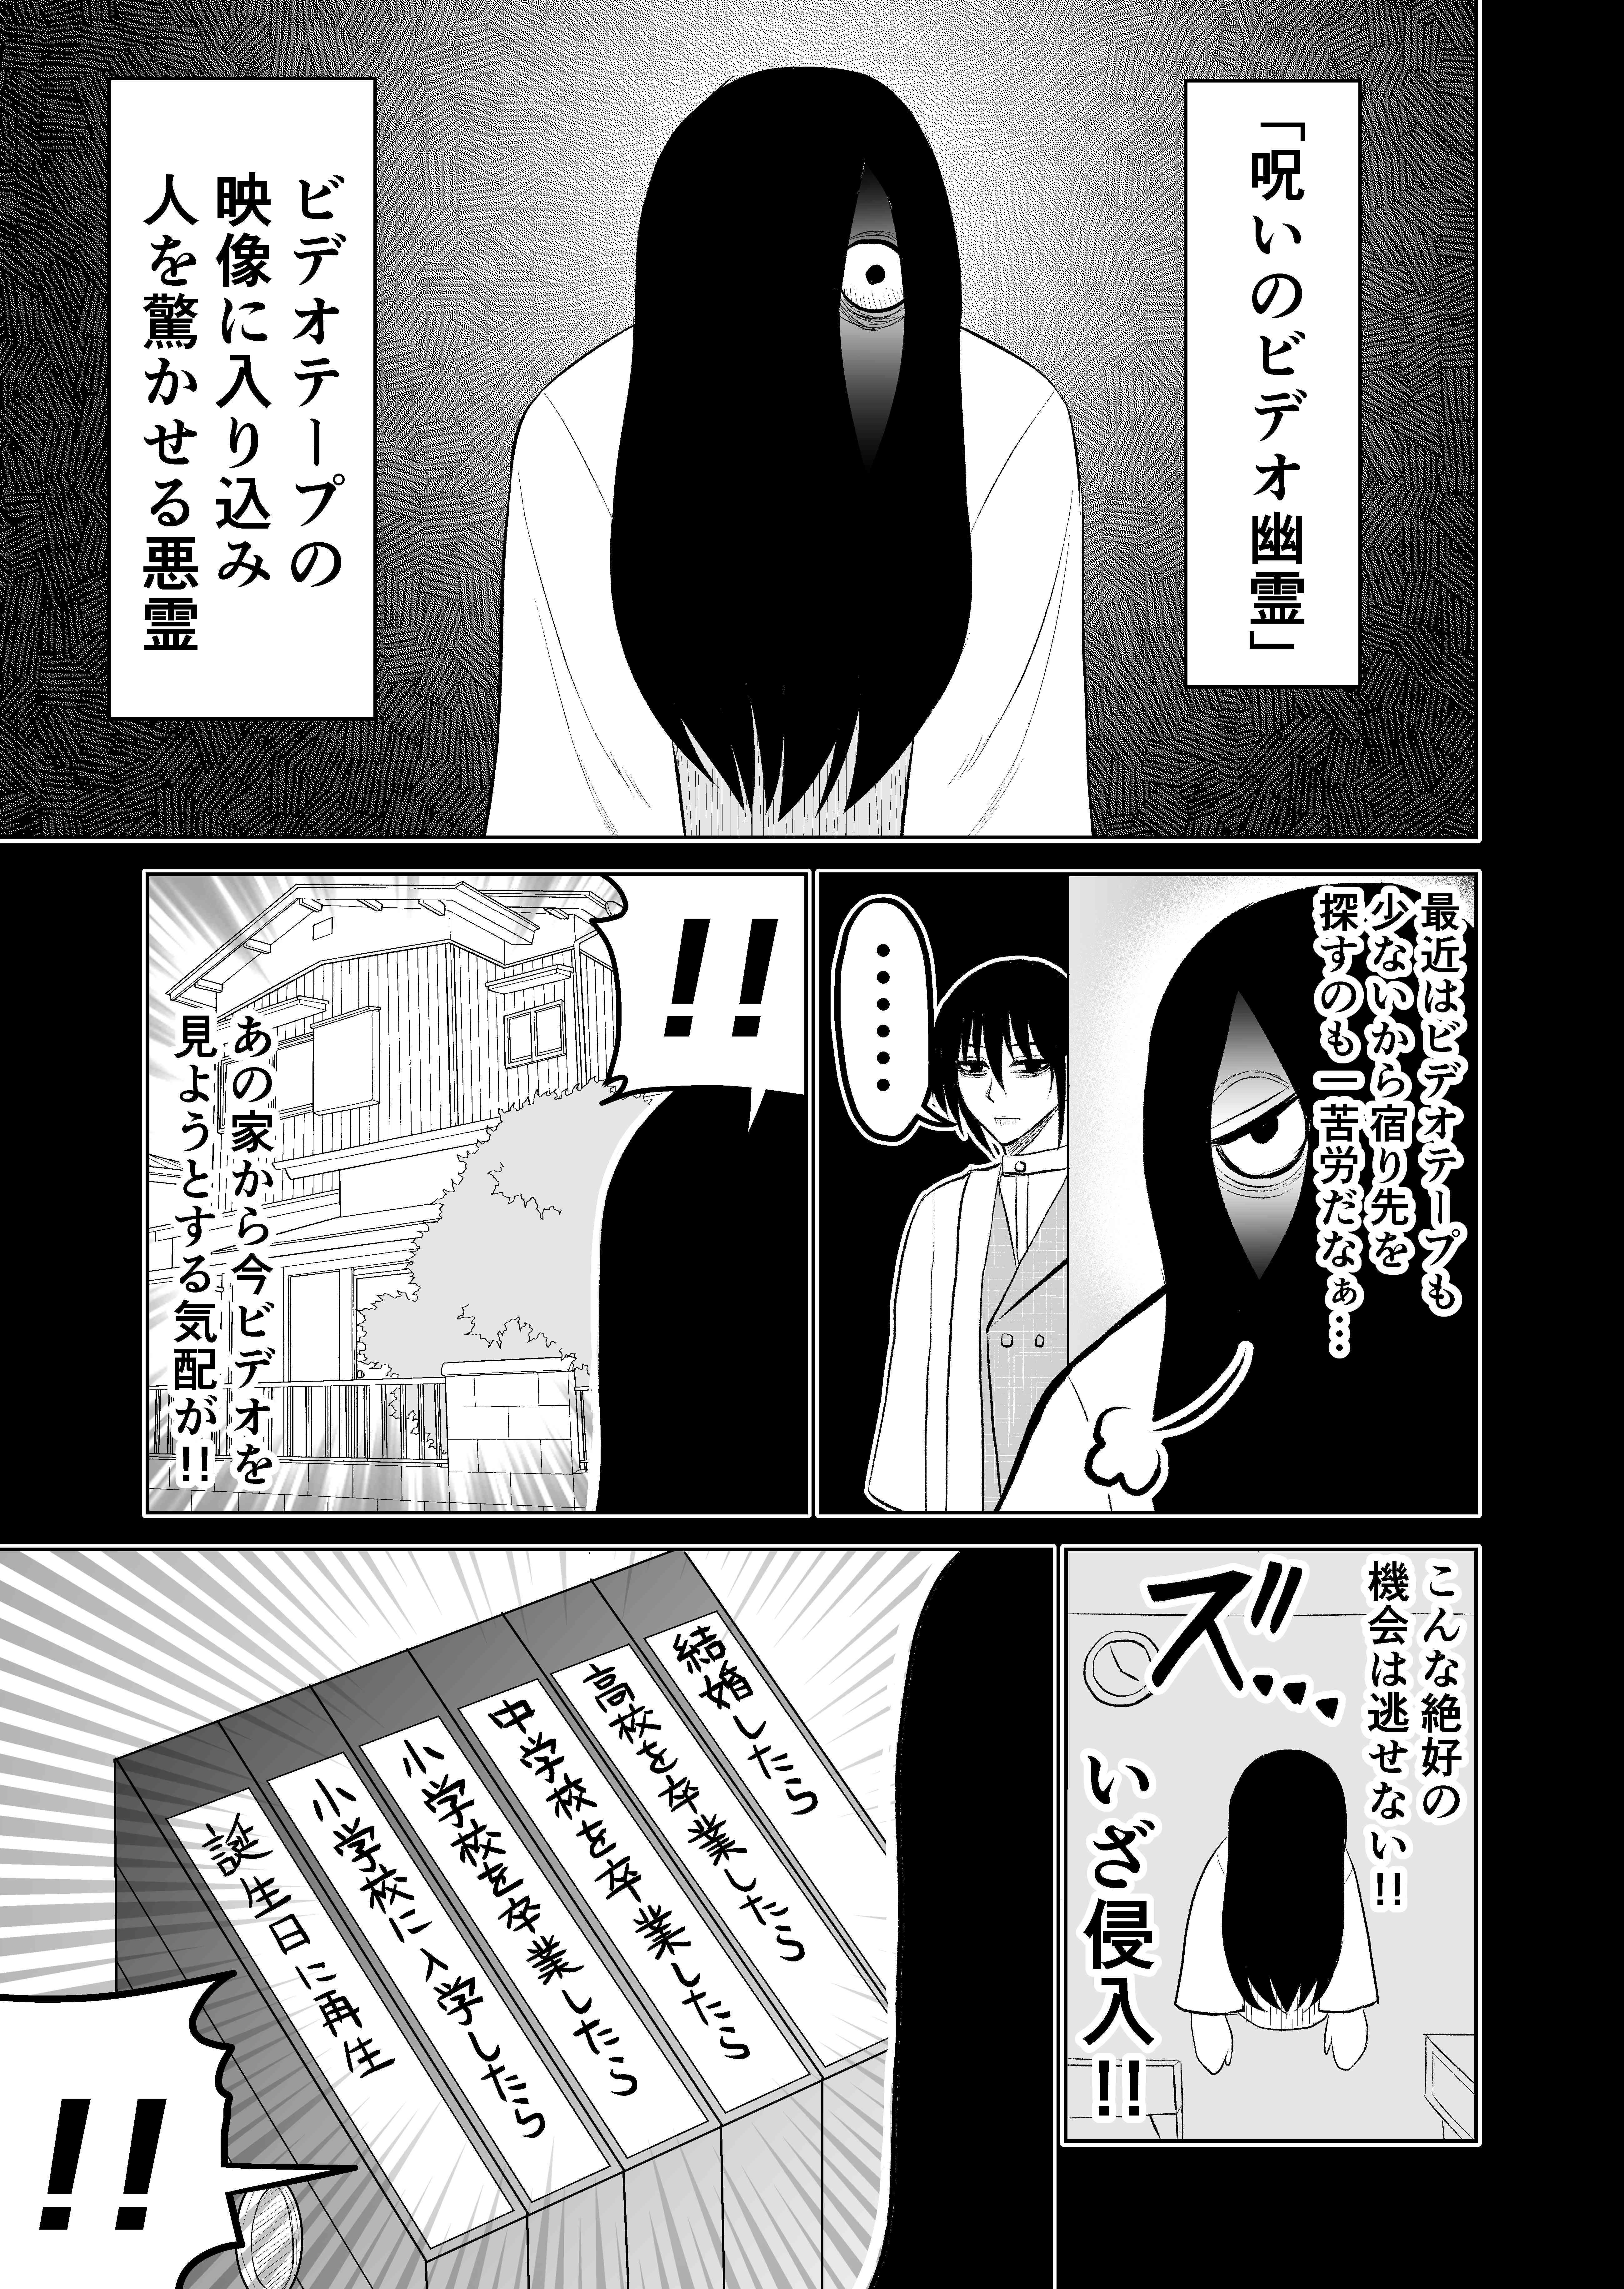 「呪いのビデオ幽霊」
ビデオテープの
映像に入り込み
人を驚かせる悪霊
最近はビデオテープも
少ないから宿り先を
探すのも一苦労だなぁ…
……
!!
あの家から今ビデオを
見ようとする気配が!!
こんな絶好の
機会は逃せない!!
ズズ…
いざ侵入!!
結婚したら
高校を卒業したら
中学校を卒業したら
小学校を卒業したら
小学校に入学したら
誕生日に再生
!!